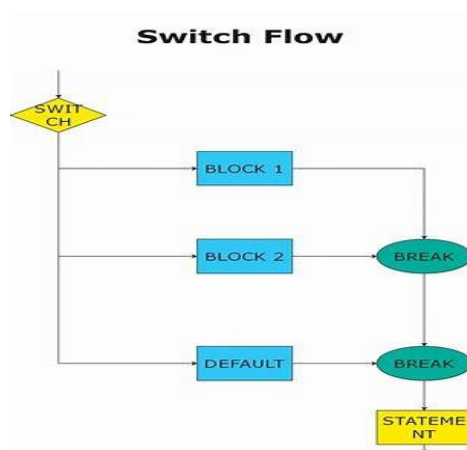 Switch Flow
SWIT
CH
BLOCK 1
BLOCK 2
BREAK
DEFAULT
BREAK
STATEME
NT